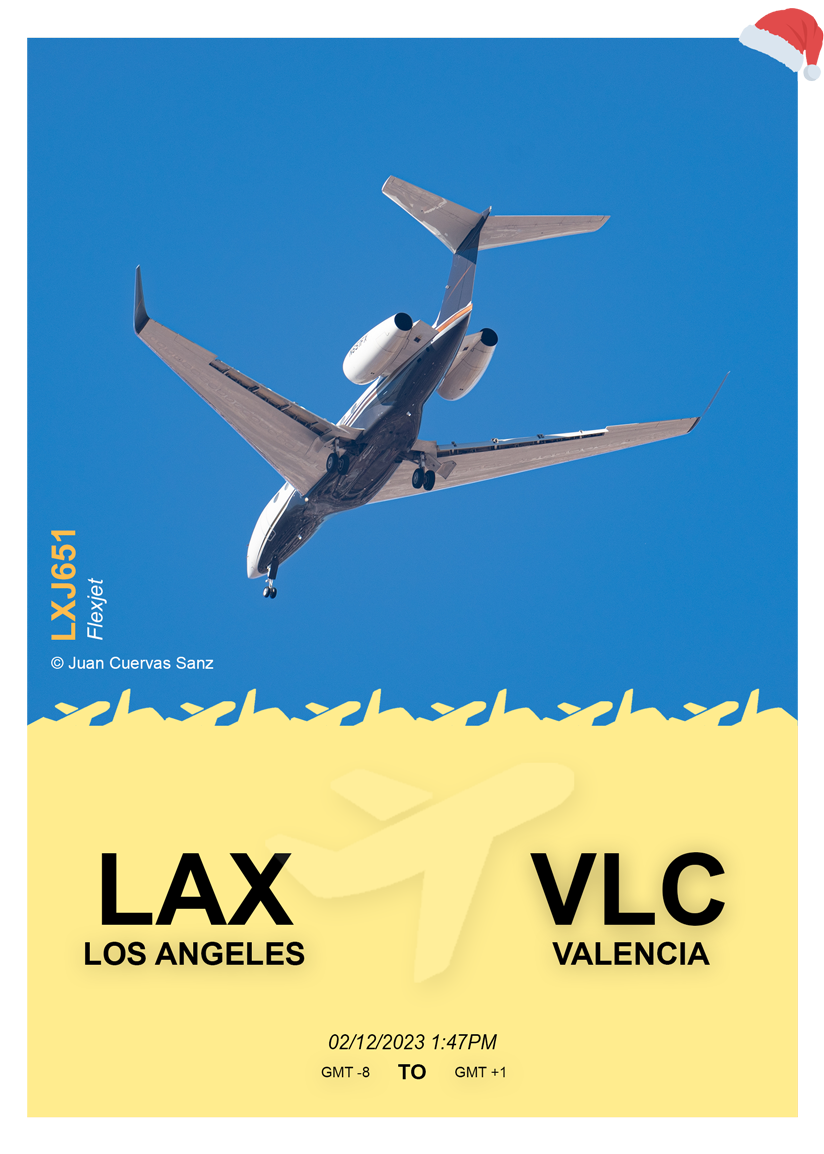 LXJ651
Flexjet
© Juan Cuervas Sanz
LAX
LOS ANGELES
VLC
VALENCIA
02/12/2023 1:47PM
GMT -8 TO GMT +1